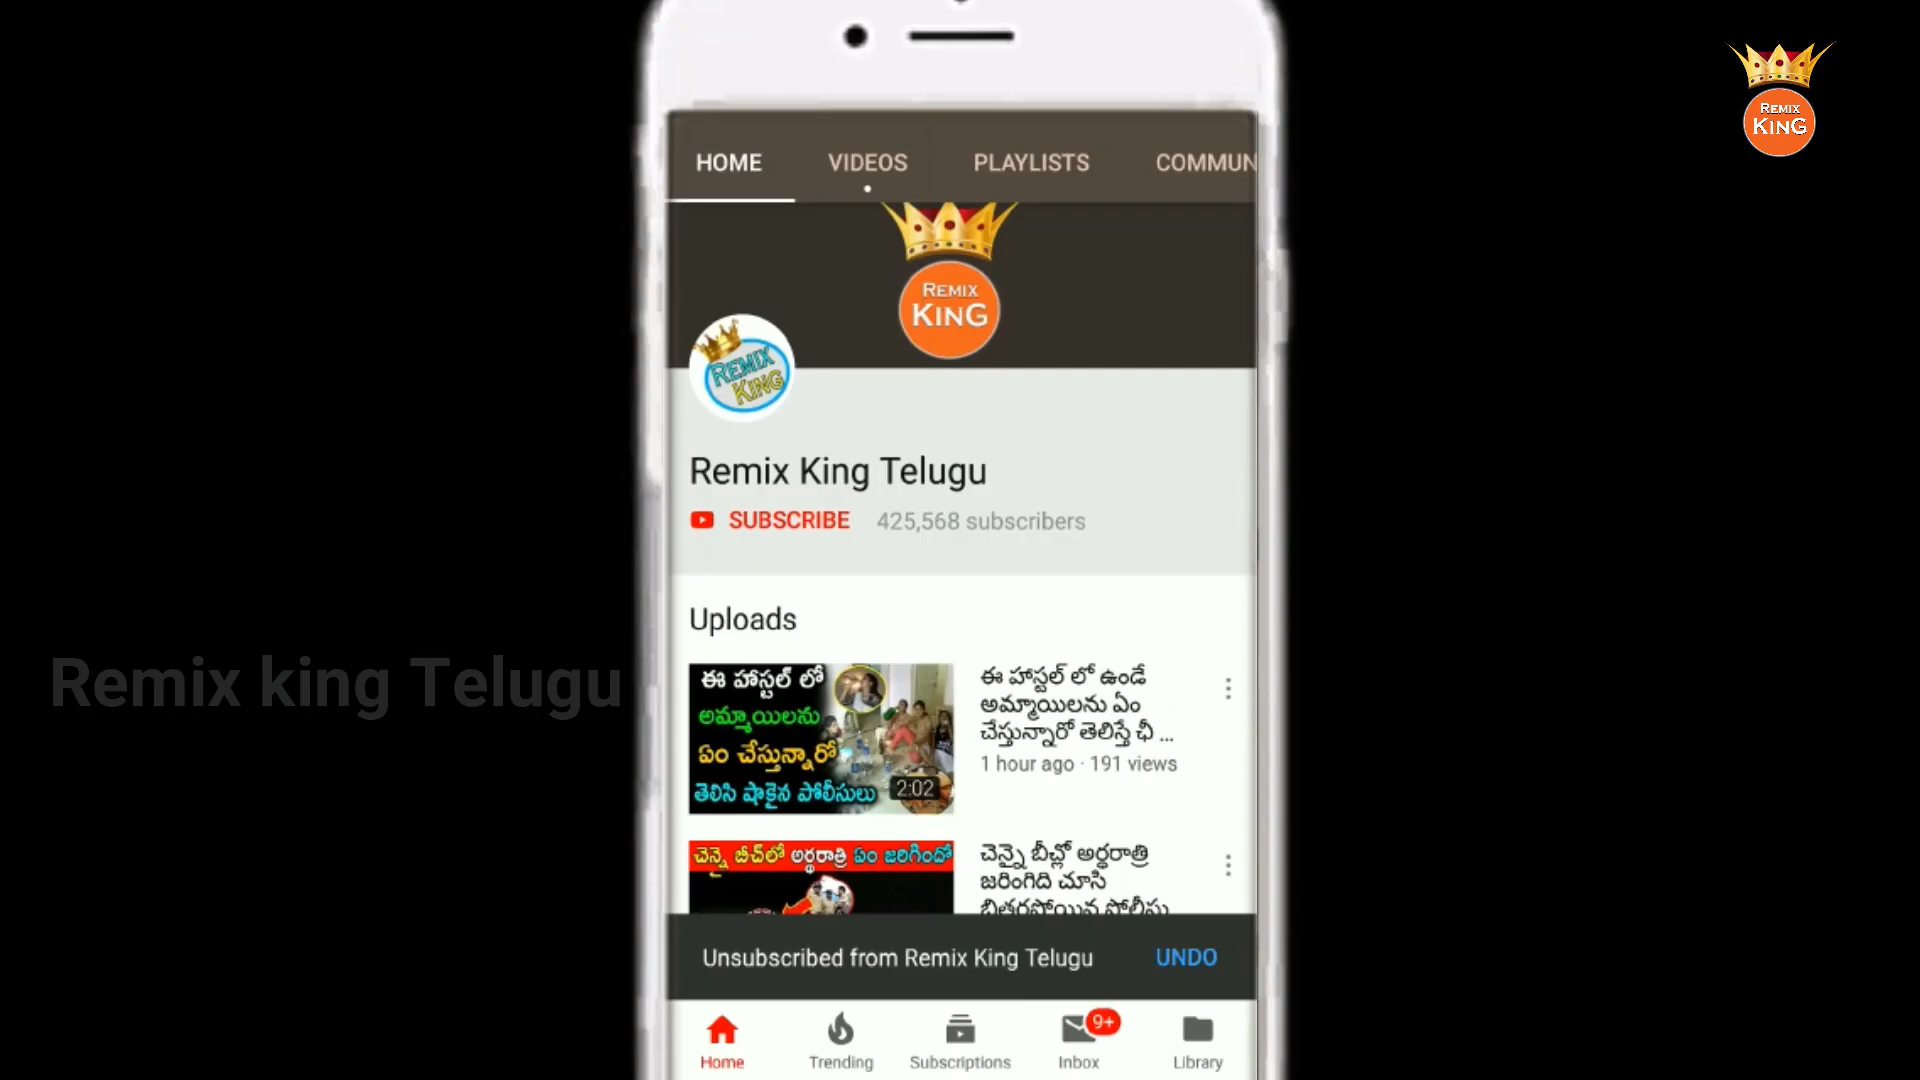 REMIX
KING
HOME VIDEOS PLAYLISTS COMMUN
REMIX
KING
REMIX
KING
Remix King Telugu
SUBSCRIBE 425,568 subscribers
Uploads
ఈ హాస్టల్ లో
అమ్మాయిలను
ఏం చేస్తున్నారో
తెలిసి షాకైన పోలీసులు
2:02
ఈ హాస్టల్ లో ఉండే
అమ్మాయిలను ఏం
చేస్తున్నారో తెలిస్తే ఛీ ...
1 hour ago · 191 views
Remix king Telugu
చెన్నై బీచ్‌లో అర్ధరాత్రి ఏం జరిగిందో
చెన్నై బీచ్లో అర్ధరాత్రి
జరింగిది చూసి
బిత్తరపోయిన పోలీసు
Unsubscribed from Remix King Telugu UNDO
9+
Home Trending Subscriptions Inbox Library